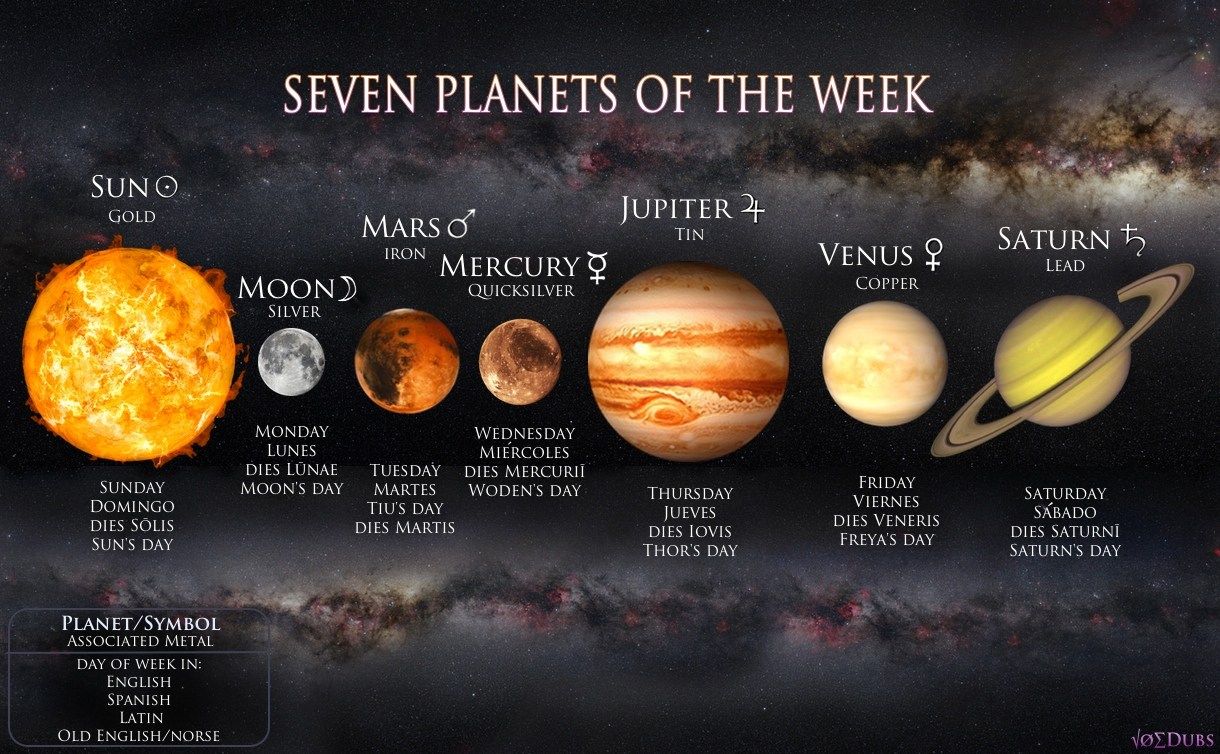 SEVEN PLANETS OF THE WEEK
SUN ☉
GOLD
SUNDAY
DOMINGO
DIES SŌLIS
SUN'S DAY
MOON ☽
SILVER
MONDAY
LUNES
DIES LŪNAE
MOON'S DAY
MARS ♂
IRON
TUESDAY
MARTES
TIU'S DAY
DIES MARTIS
MERCURY ☿
QUICKSILVER
WEDNESDAY
MIÉRCOLES
DIES MERCURIĪ
WODEN'S DAY
JUPITER ♃
TIN
THURSDAY
JUEVES
DIES IOVIS
THOR'S DAY
VENUS ♀
COPPER
FRIDAY
VIERNES
DIES VENERIS
FREYA'S DAY
SATURN ♄
LEAD
SATURDAY
SÁBADO
DIES SATURNĪ
SATURN'S DAY
PLANET/SYMBOL
ASSOCIATED METAL
DAY OF WEEK IN:
ENGLISH
SPANISH
LATIN
OLD ENGLISH/NORSE
√ØΣDUBS